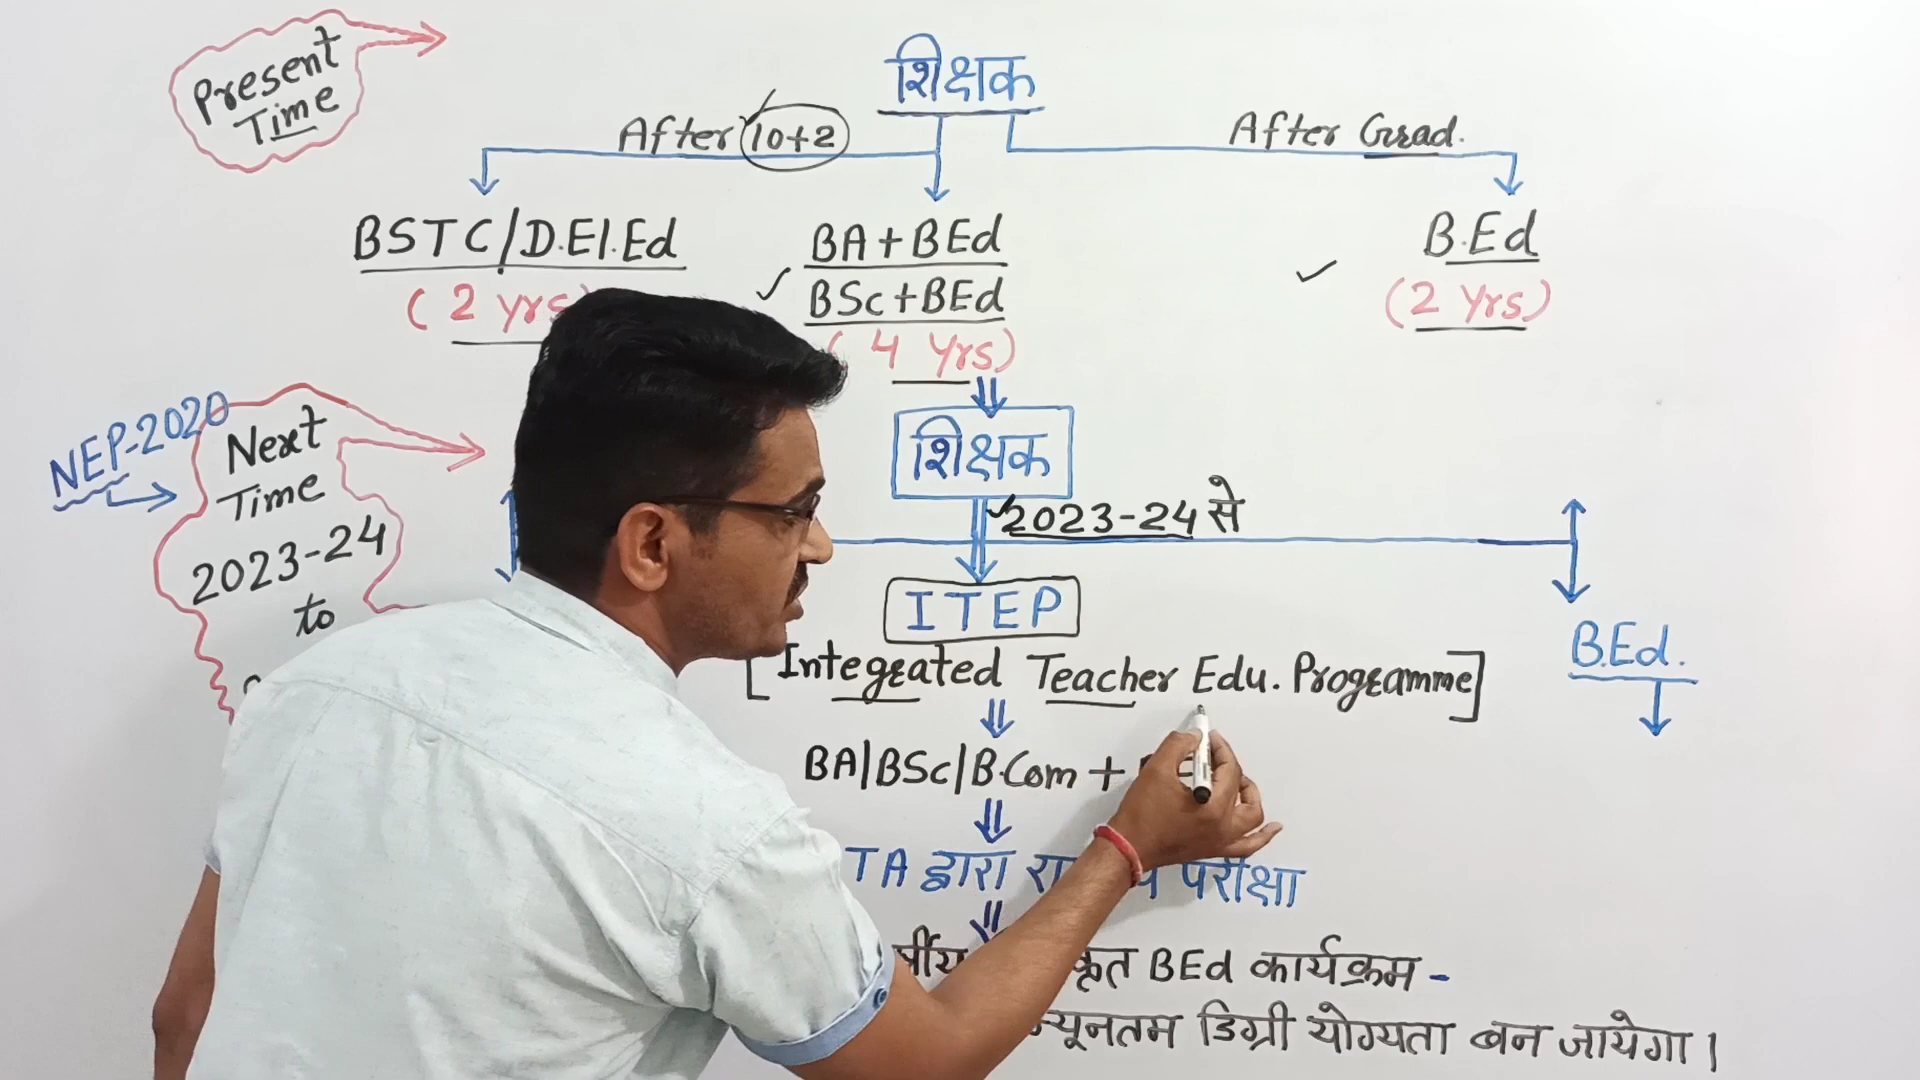 Present
Time
शिक्षक
After 10+2
After Grad.
BSTC/D.El.Ed
(2 yrs
BA+BEd
BSc+BEd
(4 Yrs)
B.Ed
(2 Yrs)
NEP-2020
Next
Time
2023-24
to
शिक्षक
2023-24 से
ITEP
[Integrated Teacher Edu. Programme]
B.Ed.
BA|BSc|B.Com +
TA द्वारा परीक्षा
BEd कार्यक्रम -
न्यूनतम डिग्री योग्यता बन जायेगा।